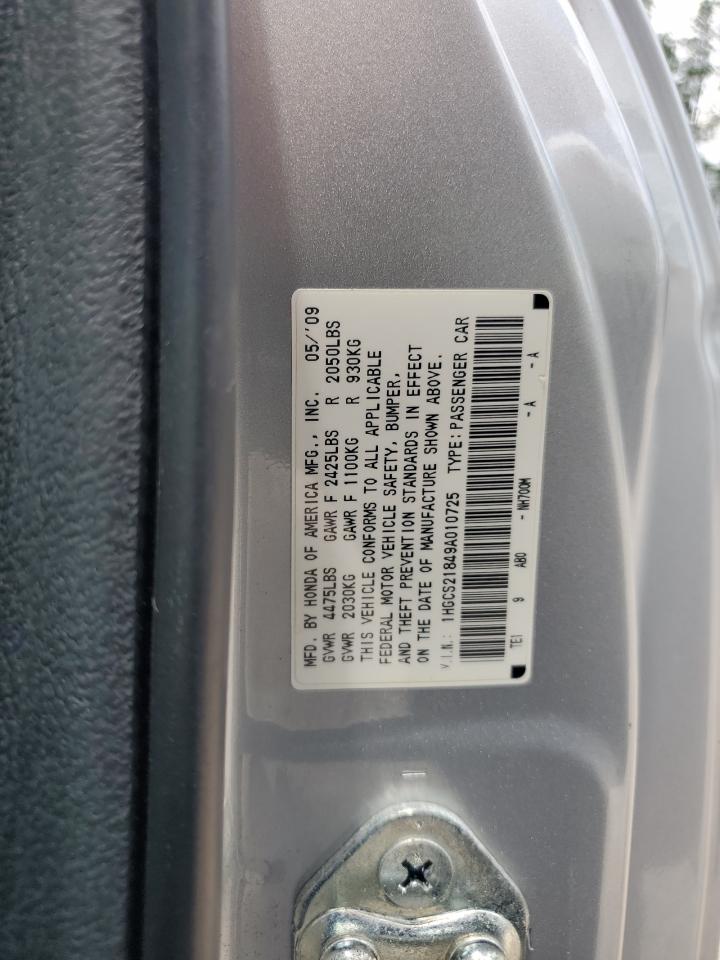 MFD. BY HONDA OF AMERICA MFG., INC. 05/'09
GVWR 4475LBS GAWR F 2425LBS R 2050LBS
GVWR 2030KG GAWR F 1100KG R 930KG
THIS VEHICLE CONFORMS TO ALL APPLICABLE
FEDERAL MOTOR VEHICLE SAFETY, BUMPER,
AND THEFT PREVENTION STANDARDS IN EFFECT
ON THE DATE OF MANUFACTURE SHOWN ABOVE.
V.I.N.: 1HGCS21849A010725 TYPE: PASSENGER CAR
TE1 9 AB0 - NH700M - A - A